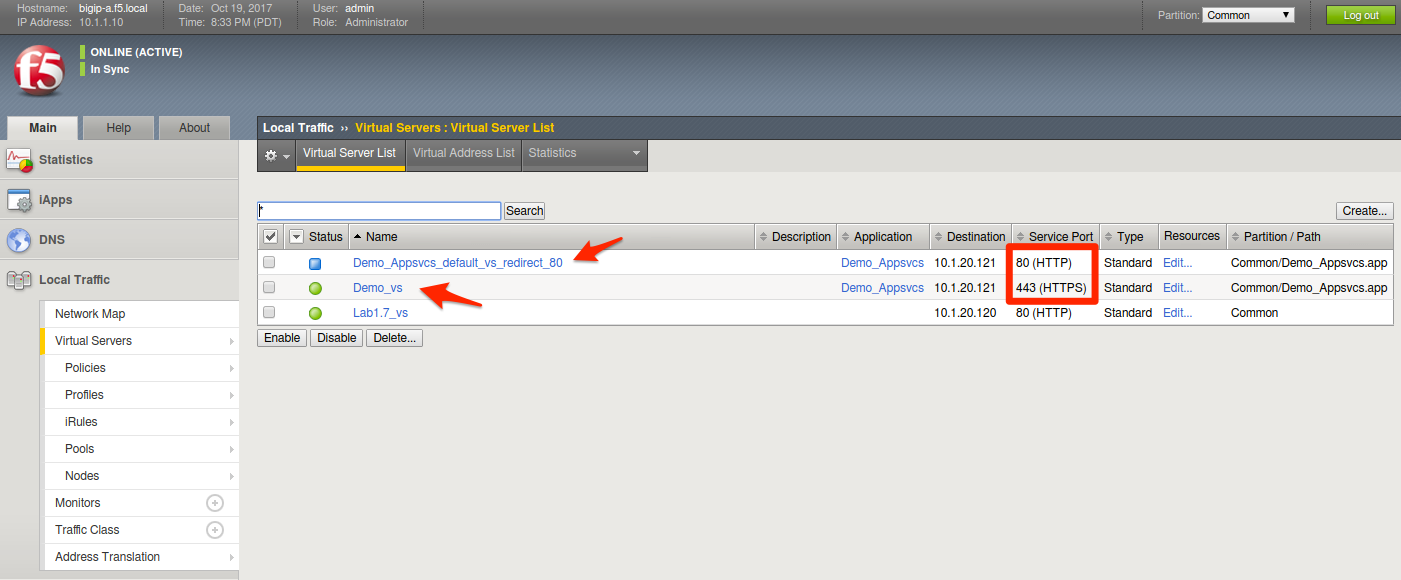 Hostname: bigip-a.f5.local Date: Oct 19, 2017 User: admin
IP Address: 10.1.1.10 Time: 8:33 PM (PDT) Role: Administrator
Partition: Common Log out
f5
ONLINE (ACTIVE)
In Sync
Main Help About
Local Traffic ›› Virtual Servers : Virtual Server List
Virtual Server List Virtual Address List Statistics
Statistics
iApps
DNS
Local Traffic
Network Map
Virtual Servers
Policies
Profiles
iRules
Pools
Nodes
Monitors
Traffic Class
Address Translation
* Search Create...
Status Name Description Application Destination Service Port Type Resources Partition / Path
Demo_Appsvcs_default_vs_redirect_80 Demo_Appsvcs 10.1.20.121 80 (HTTP) Standard Edit... Common/Demo_Appsvcs.app
Demo_vs Demo_Appsvcs 10.1.20.121 443 (HTTPS) Standard Edit... Common/Demo_Appsvcs.app
Lab1.7_vs 10.1.20.120 80 (HTTP) Standard Edit... Common
Enable Disable Delete...